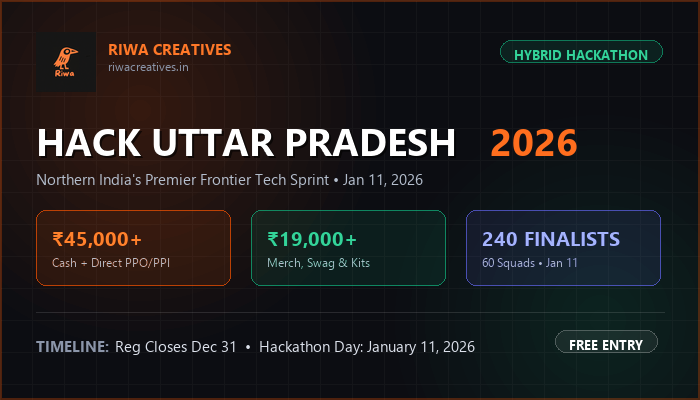 Riwa
RIWA CREATIVES
riwacreatives.in
HYBRID HACKATHON
HACK UTTAR PRADESH 2026
Northern India's Premier Frontier Tech Sprint • Jan 11, 2026
₹45,000+
Cash + Direct PPO/PPI
₹19,000+
Merch, Swag & Kits
240 FINALISTS
60 Squads • Jan 11
TIMELINE: Reg Closes Dec 31 • Hackathon Day: January 11, 2026
FREE ENTRY